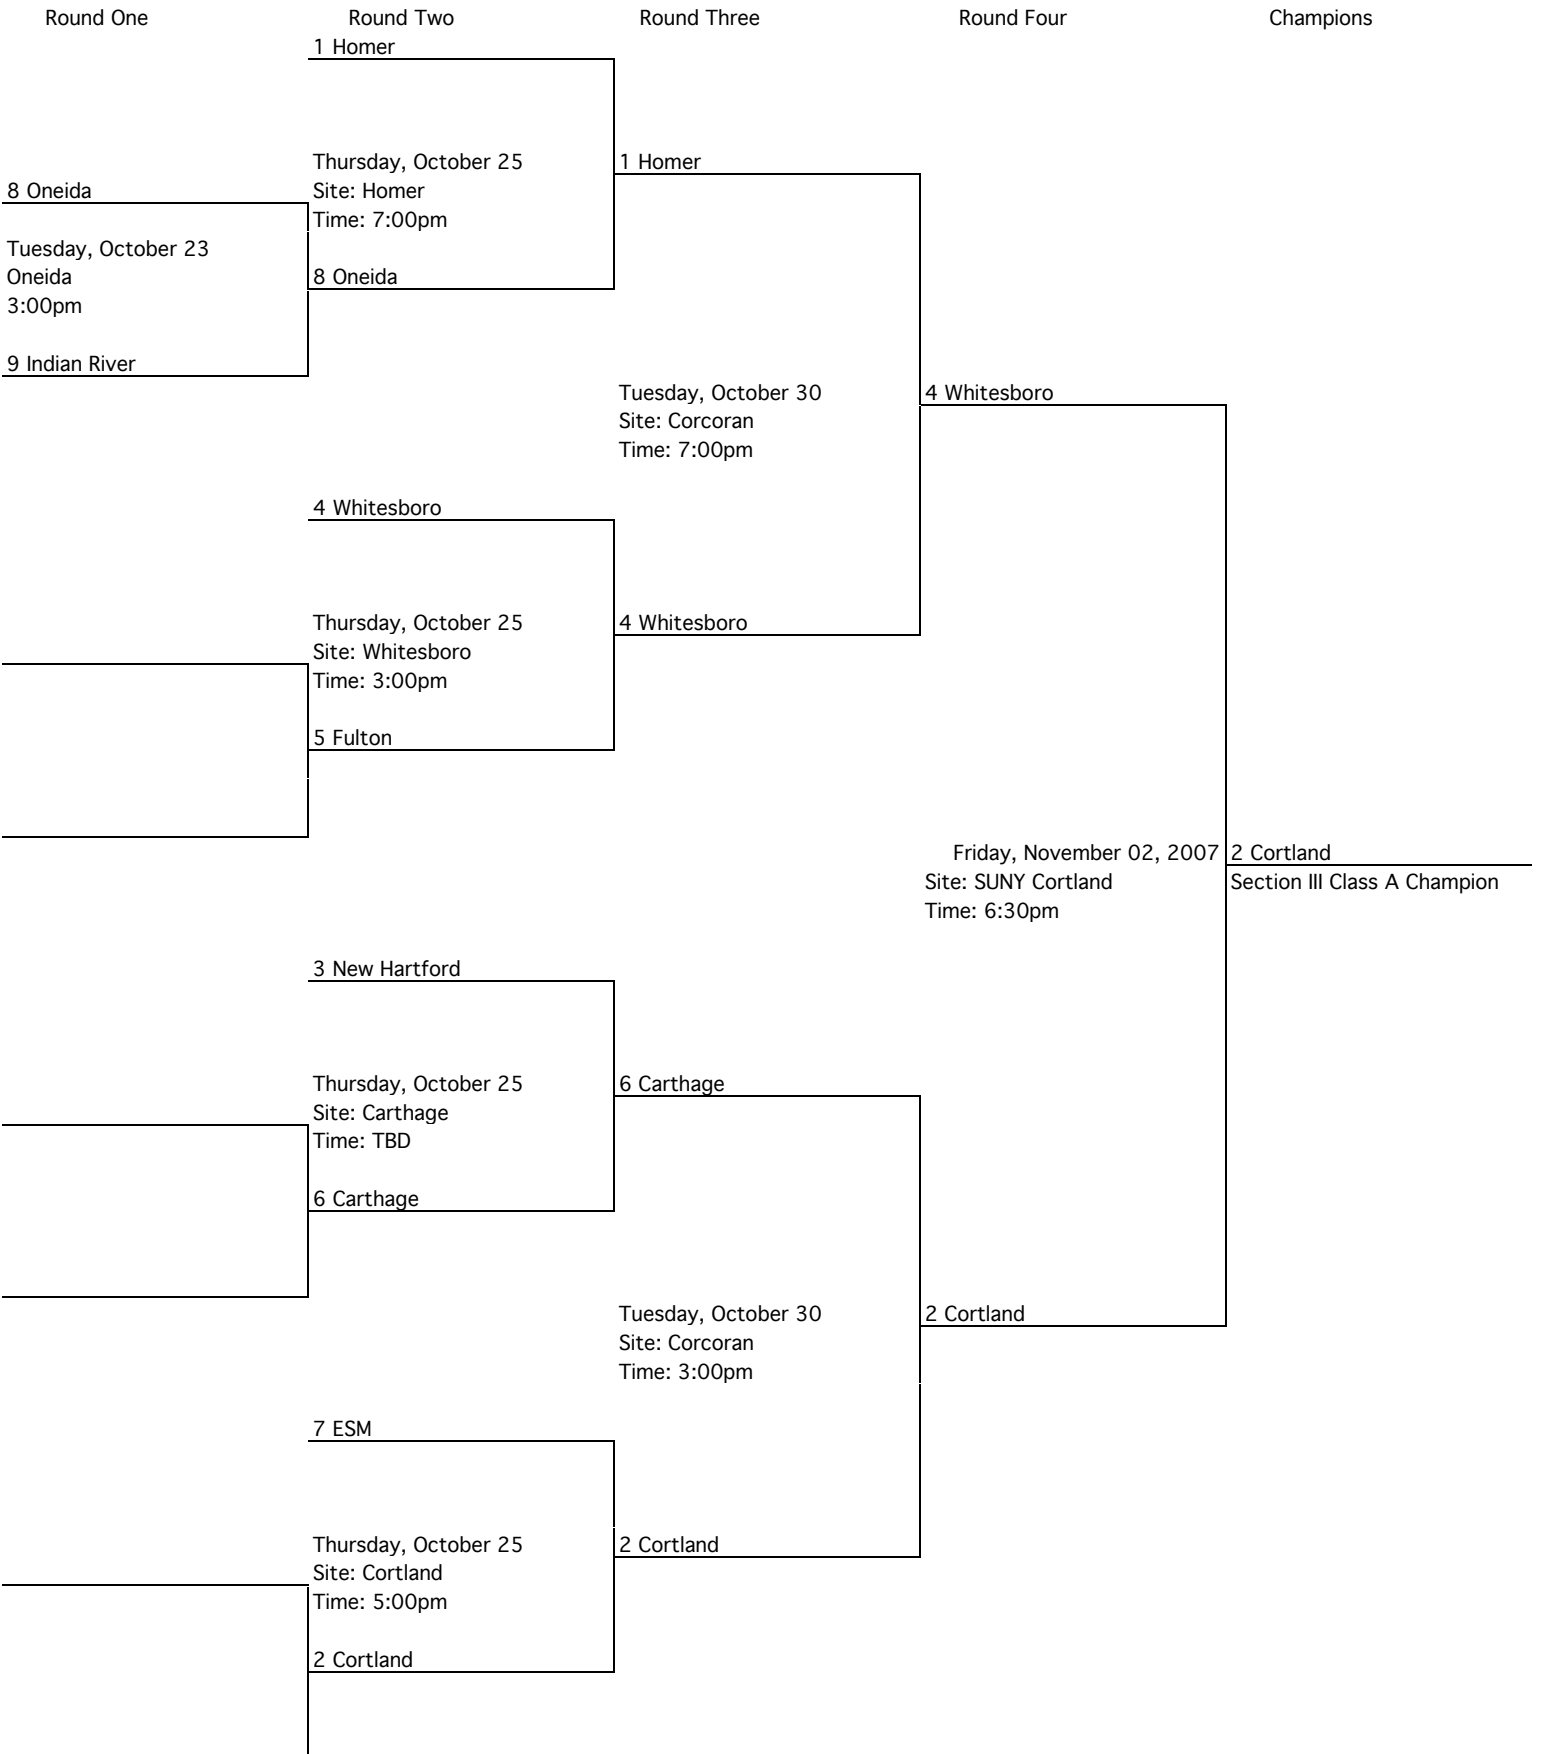 Round One
Round Two
Round Three
Round Four
Champions
1 Homer
Thursday, October 25
Site: Homer
Time: 7:00pm
1 Homer
8 Oneida
Tuesday, October 23
Oneida
3:00pm
8 Oneida
9 Indian River
Tuesday, October 30
Site: Corcoran
Time: 7:00pm
4 Whitesboro
4 Whitesboro
Thursday, October 25
Site: Whitesboro
Time: 3:00pm
4 Whitesboro
5 Fulton
Friday, November 02, 2007
Site: SUNY Cortland
Time: 6:30pm
2 Cortland
Section III Class A Champion
3 New Hartford
Thursday, October 25
Site: Carthage
Time: TBD
6 Carthage
6 Carthage
Tuesday, October 30
Site: Corcoran
Time: 3:00pm
2 Cortland
7 ESM
Thursday, October 25
Site: Cortland
Time: 5:00pm
2 Cortland
2 Cortland